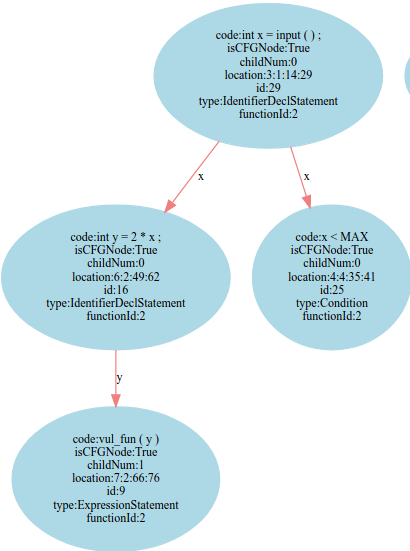 code:int x = input ( ) ;
isCFGNode:True
childNum:0
location:3:1:14:29
id:29
type:IdentifierDeclStatement
functionId:2
x
x
code:int y = 2 * x ;
isCFGNode:True
childNum:0
location:6:2:49:62
id:16
type:IdentifierDeclStatement
functionId:2
code:x < MAX
isCFGNode:True
childNum:0
location:4:4:35:41
id:25
type:Condition
functionId:2
y
code:vul_fun ( y )
isCFGNode:True
childNum:1
location:7:2:66:76
id:9
type:ExpressionStatement
functionId:2